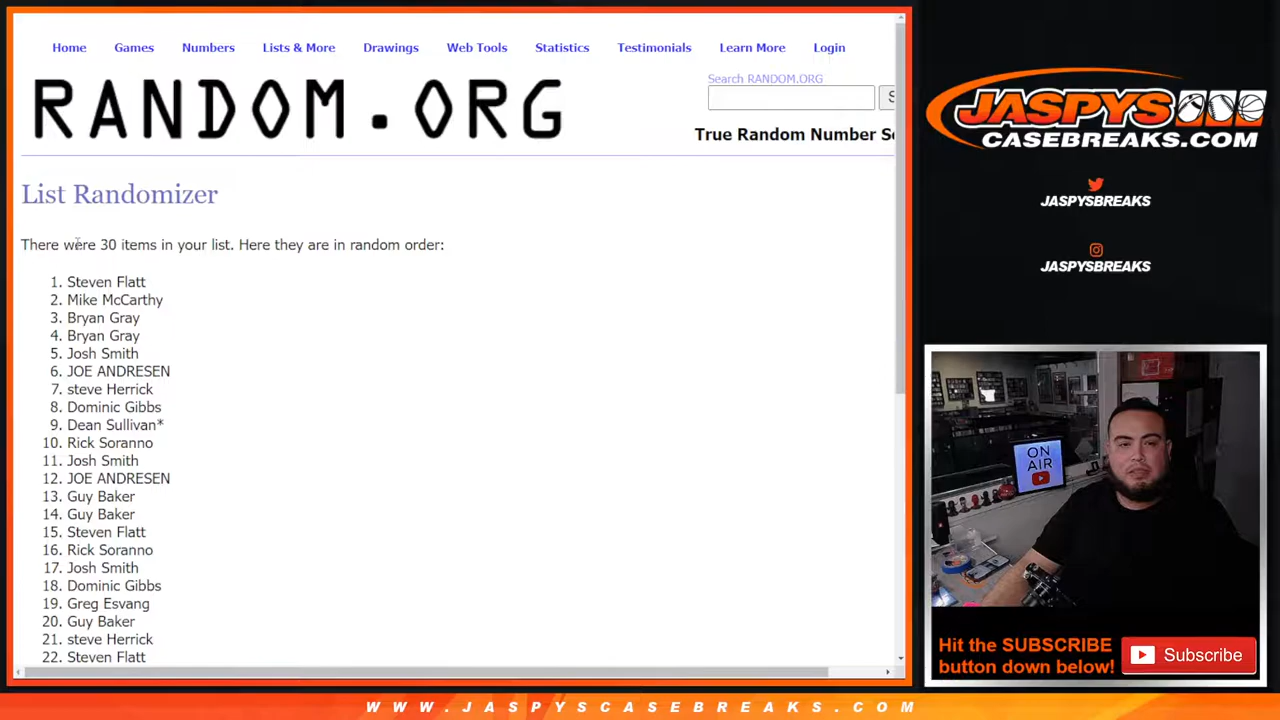 Home Games Numbers Lists & More Drawings Web Tools Statistics Testimonials Learn More Login
RANDOM.ORG
Search RANDOM.ORG
S
True Random Number Se
List Randomizer
There were 30 items in your list. Here they are in random order:
1. Steven Flatt
2. Mike McCarthy
3. Bryan Gray
4. Bryan Gray
5. Josh Smith
6. JOE ANDRESEN
7. steve Herrick
8. Dominic Gibbs
9. Dean Sullivan*
10. Rick Soranno
11. Josh Smith
12. JOE ANDRESEN
13. Guy Baker
14. Guy Baker
15. Steven Flatt
16. Rick Soranno
17. Josh Smith
18. Dominic Gibbs
19. Greg Esvang
20. Guy Baker
21. steve Herrick
22. Steven Flatt
JASPYS
CASEBREAKS.COM
JASPYSBREAKS
JASPYSBREAKS
ON
AIR
Hit the SUBSCRIBE
button down below!
Subscribe
WWW.JASPYSCASEBREAKS.COM